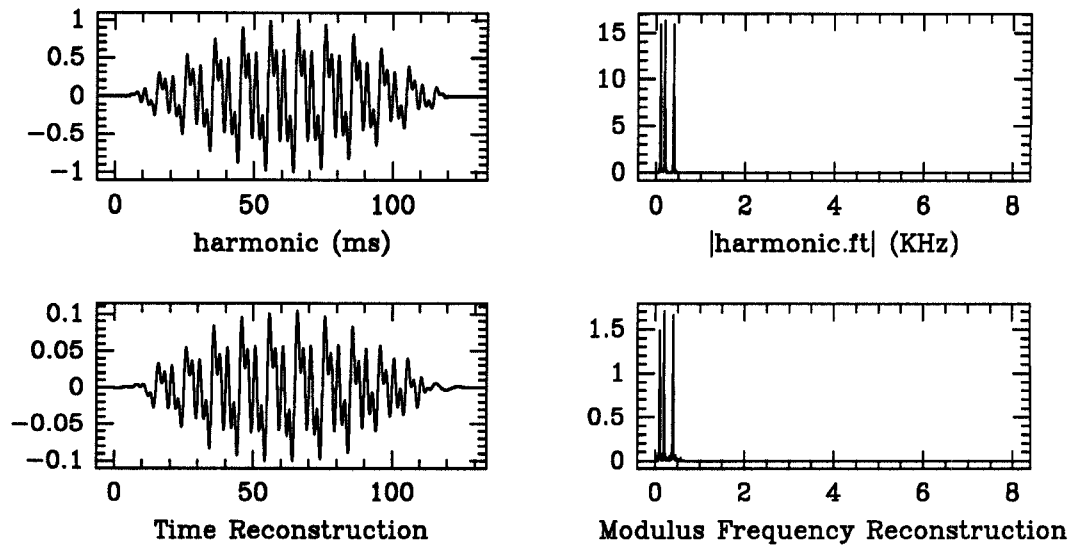 1
0.5
0
−0.5
−1
0 50 100
harmonic (ms)
15
10
5
0
0 2 4 6 8
|harmonic.ft| (KHz)
0.1
0.05
0
−0.05
−0.1
0 50 100
Time Reconstruction
1.5
1
0.5
0
0 2 4 6 8
Modulus Frequency Reconstruction